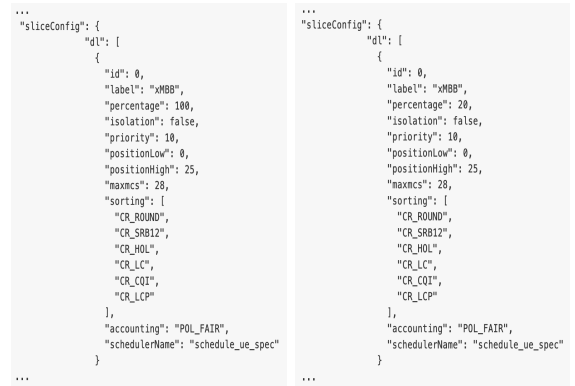 ...
"sliceConfig": {
"dl": [
{
"id": 0,
"label": "xMBB",
"percentage": 100,
"isolation": false,
"priority": 10,
"positionLow": 0,
"positionHigh": 25,
"maxmcs": 28,
"sorting": [
"CR_ROUND",
"CR_SRB12",
"CR_HOL",
"CR_LC",
"CR_CQI",
"CR_LCP"
],
"accounting": "POL_FAIR",
"schedulerName": "schedule_ue_spec"
}
...
...
"sliceConfig": {
"dl": [
{
"id": 0,
"label": "xMBB",
"percentage": 20,
"isolation": false,
"priority": 10,
"positionLow": 0,
"positionHigh": 25,
"maxmcs": 28,
"sorting": [
"CR_ROUND",
"CR_SRB12",
"CR_HOL",
"CR_LC",
"CR_CQI",
"CR_LCP"
],
"accounting": "POL_FAIR",
"schedulerName": "schedule_ue_spec"
}
...